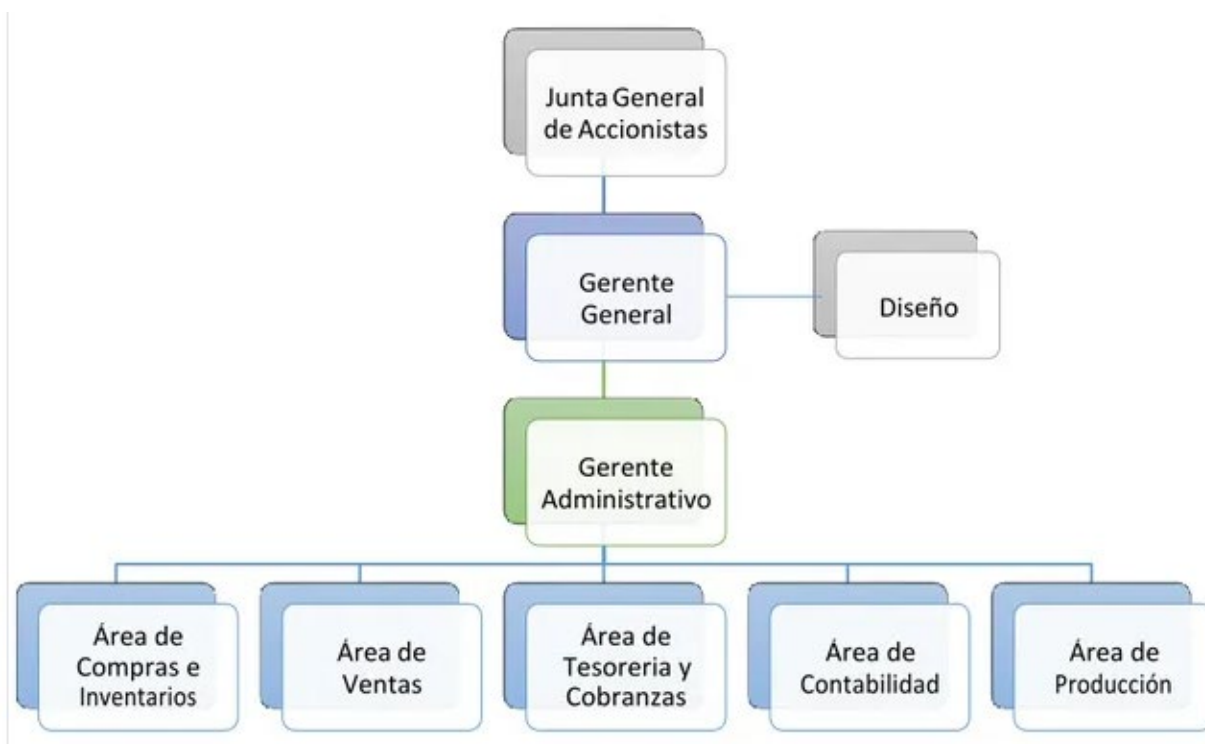 Junta General
de Accionistas
Gerente
General
Diseño
Gerente
Administrativo
Área de
Compras e
Inventarios
Área de
Ventas
Área de
Tesoreria y
Cobranzas
Área de
Contabilidad
Área de
Producción